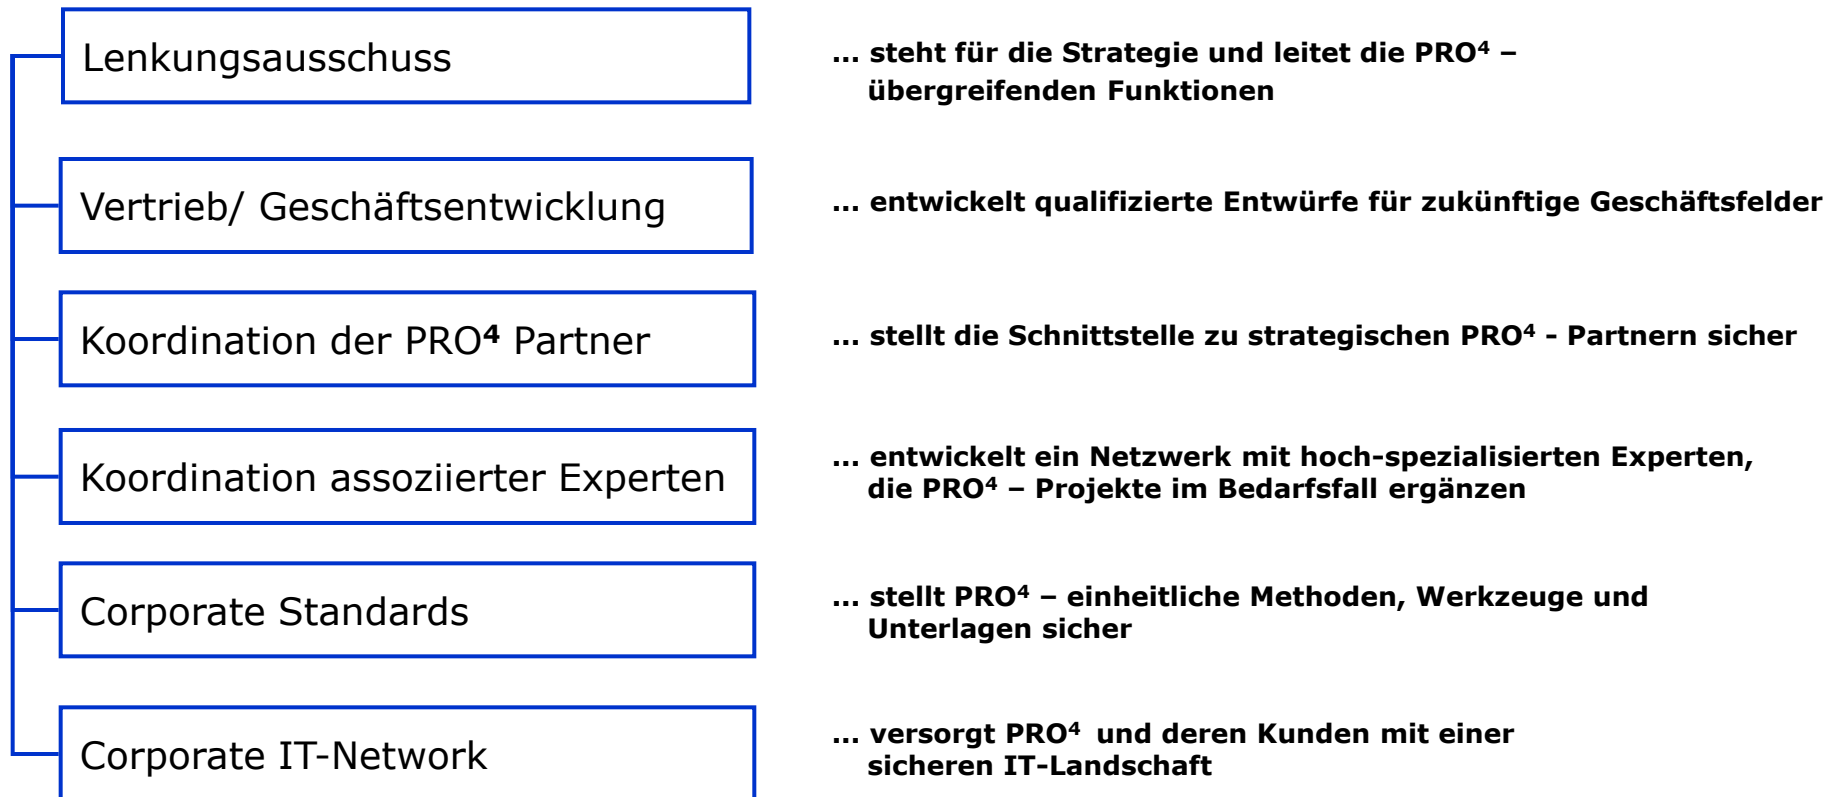 Lenkungsausschuss
... steht für die Strategie und leitet die PRO⁴ –
übergreifenden Funktionen
Vertrieb/ Geschäftsentwicklung
... entwickelt qualifizierte Entwürfe für zukünftige Geschäftsfelder
Koordination der PRO⁴ Partner
... stellt die Schnittstelle zu strategischen PRO⁴ - Partnern sicher
Koordination assoziierter Experten
... entwickelt ein Netzwerk mit hoch-spezialisierten Experten,
die PRO⁴ – Projekte im Bedarfsfall ergänzen
Corporate Standards
... stellt PRO⁴ – einheitliche Methoden, Werkzeuge und
Unterlagen sicher
Corporate IT-Network
... versorgt PRO⁴ und deren Kunden mit einer
sicheren IT-Landschaft